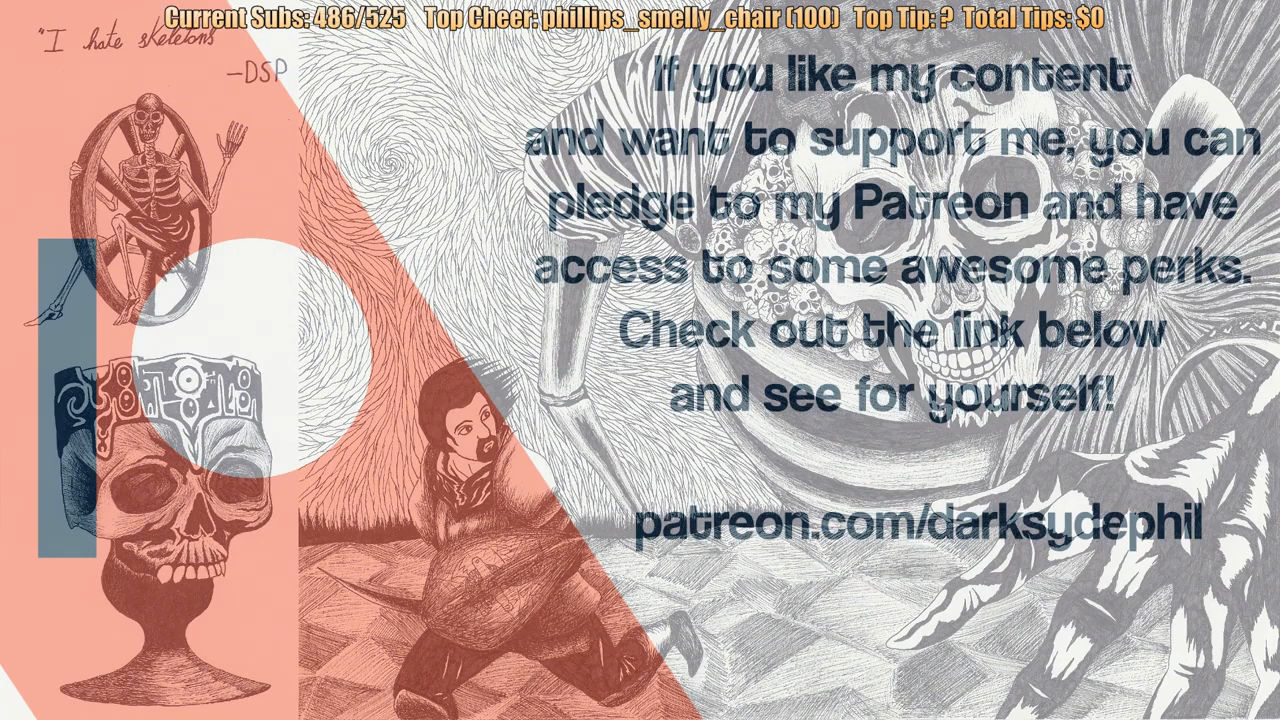 Current Subs: 486/525 Top Cheer: phillips_smelly_chair (100) Top Tip: ? Total Tips: $0
"I hate skeletons
-DSP
If you like my content
and want to support me, you can
pledge to my Patreon and have
access to some awesome perks.
Check out the link below
and see for yourself!
patreon.com/darksydephil